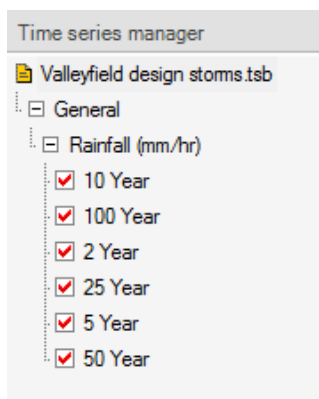 Time series manager
Valleyfield design storms.tsb
General
Rainfall (mm/hr)
10 Year
100 Year
2 Year
25 Year
5 Year
50 Year